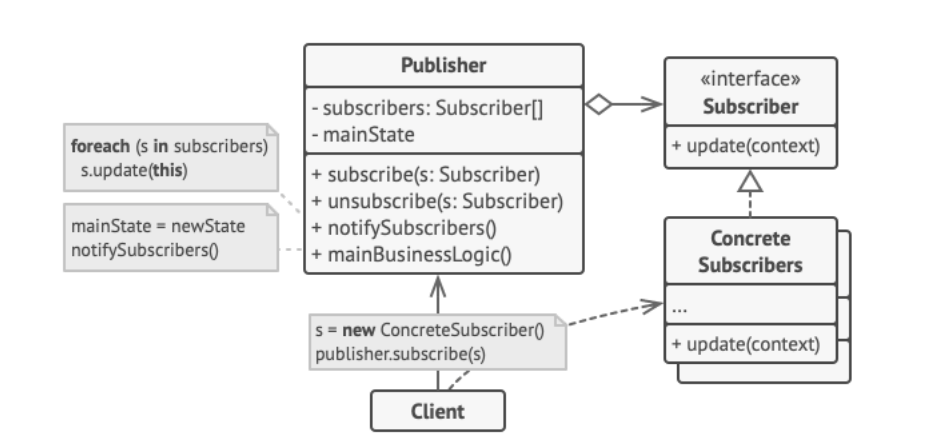 Publisher
- subscribers: Subscriber[]
- mainState
+ subscribe(s: Subscriber)
+ unsubscribe(s: Subscriber)
+ notifySubscribers()
+ mainBusinessLogic()
«interface»
Subscriber
+ update(context)
foreach (s in subscribers)
s.update(this)
mainState = newState
notifySubscribers()
Concrete
Subscribers
...
+ update(context)
s = new ConcreteSubscriber()
publisher.subscribe(s)
Client